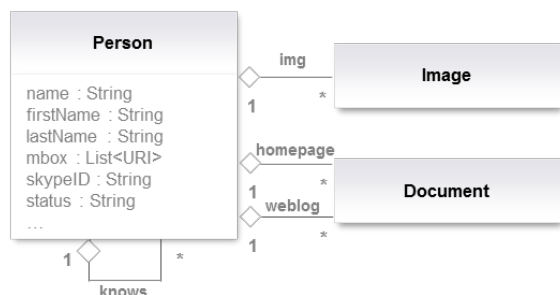 Person
name : String
firstName : String
lastName : String
mbox : List<URI>
skypeID : String
status : String
...
img
1
*
Image
homepage
1
*
weblog
1
*
Document
1
*
knows